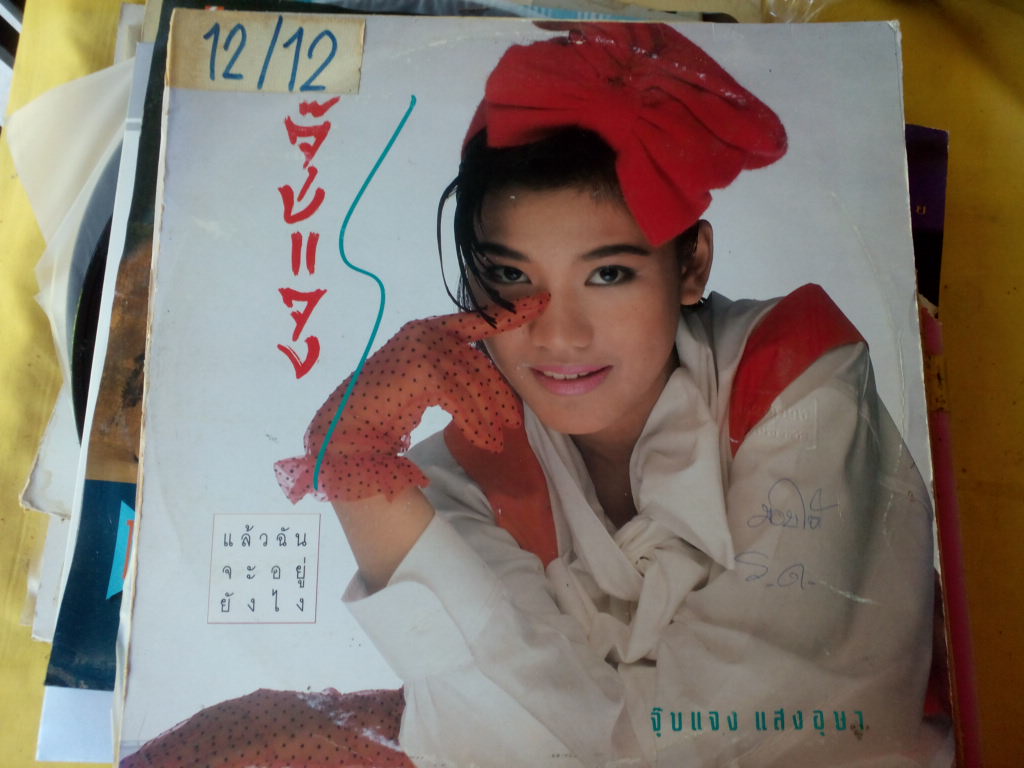 12/12
จุ๊บแจง
แล้วฉัน
จะอยู่
ยังไง
จุ๊บแจง แสงอุษา